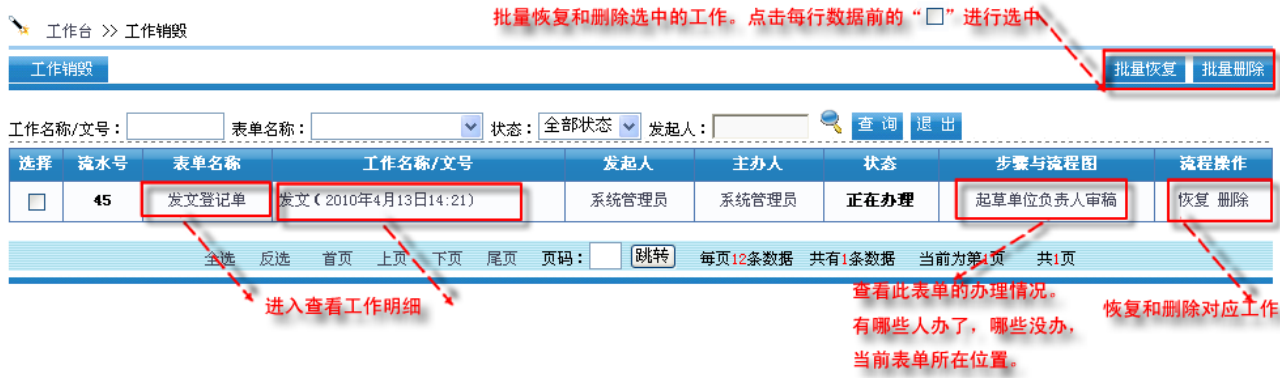 批量恢复和删除选中的工作。点击每行数据前的“□”进行选中
工作台 >> 工作销毁
工作销毁 批量恢复 批量删除
工作名称/文号： 表单名称： 状态： 全部状态 发起人： 查 询 退 出
选择 流水号 表单名称 工作名称/文号 发起人 主办人 状态 步骤与流程图 流程操作
45 发文登记单 发文(2010年4月13日14:21) 系统管理员 系统管理员 正在办理 起草单位负责人审稿 恢复 删除
全选 反选 首页 上页 下页 尾页 页码： 跳转 每页12条数据 共有1条数据 当前为第1页 共1页
进入查看工作明细
查看此表单的办理情况。
有哪些人办了，哪些没办，
当前表单所在位置。
恢复和删除对应工作